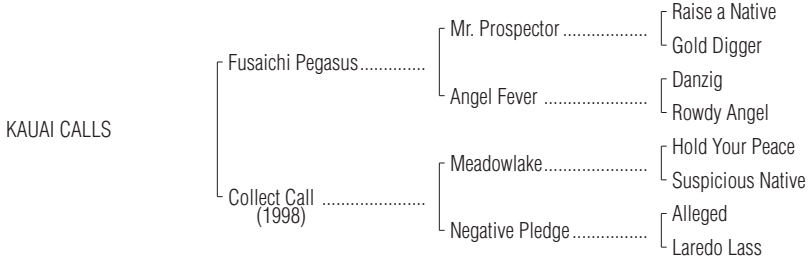 Raise a Native
Mr. Prospector ....................
Gold Digger
Fusaichi Pegasus..............
Danzig
Angel Fever ........................
Rowdy Angel
KAUAI CALLS
Hold Your Peace
Meadowlake........................
Suspicious Native
Collect Call ......................
(1998)
Alleged
Negative Pledge.................
Laredo Lass